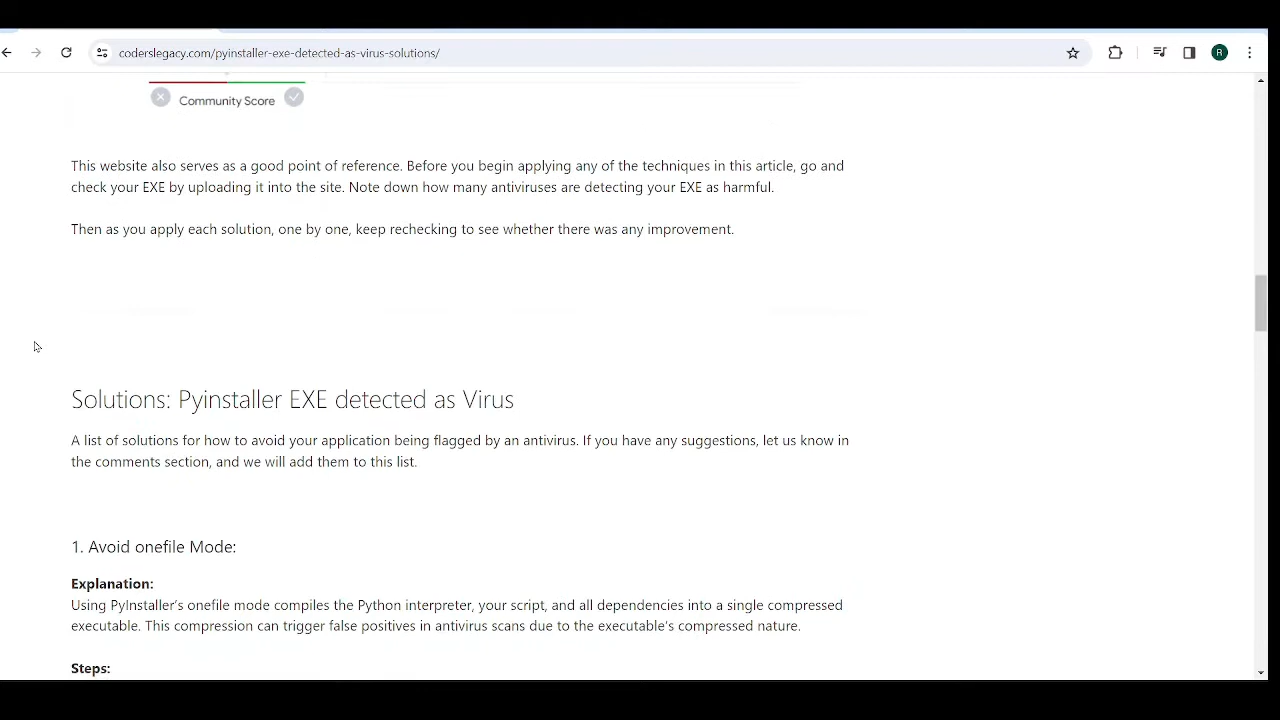 coderslegacy.com/pyinstaller-exe-detected-as-virus-solutions/
R
Community Score
This website also serves as a good point of reference. Before you begin applying any of the techniques in this article, go and
check your EXE by uploading it into the site. Note down how many antiviruses are detecting your EXE as harmful.
Then as you apply each solution, one by one, keep rechecking to see whether there was any improvement.
Solutions: Pyinstaller EXE detected as Virus
A list of solutions for how to avoid your application being flagged by an antivirus. If you have any suggestions, let us know in
the comments section, and we will add them to this list.
1. Avoid onefile Mode:
Explanation:
Using PyInstaller’s onefile mode compiles the Python interpreter, your script, and all dependencies into a single compressed
executable. This compression can trigger false positives in antivirus scans due to the executable’s compressed nature.
Steps: